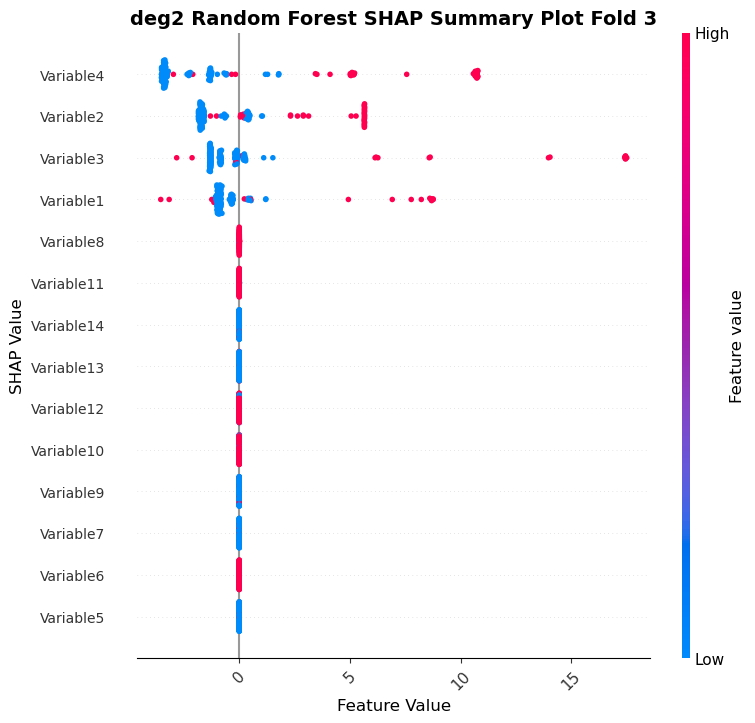 deg2 Random Forest SHAP Summary Plot Fold 3
High
Variable4
Variable2
Variable3
Variable1
Variable8
Variable11
Variable14
Variable13
Variable12
Variable10
Variable9
Variable7
Variable6
Variable5
SHAP Value
Feature value
Low
0
5
10
15
Feature Value